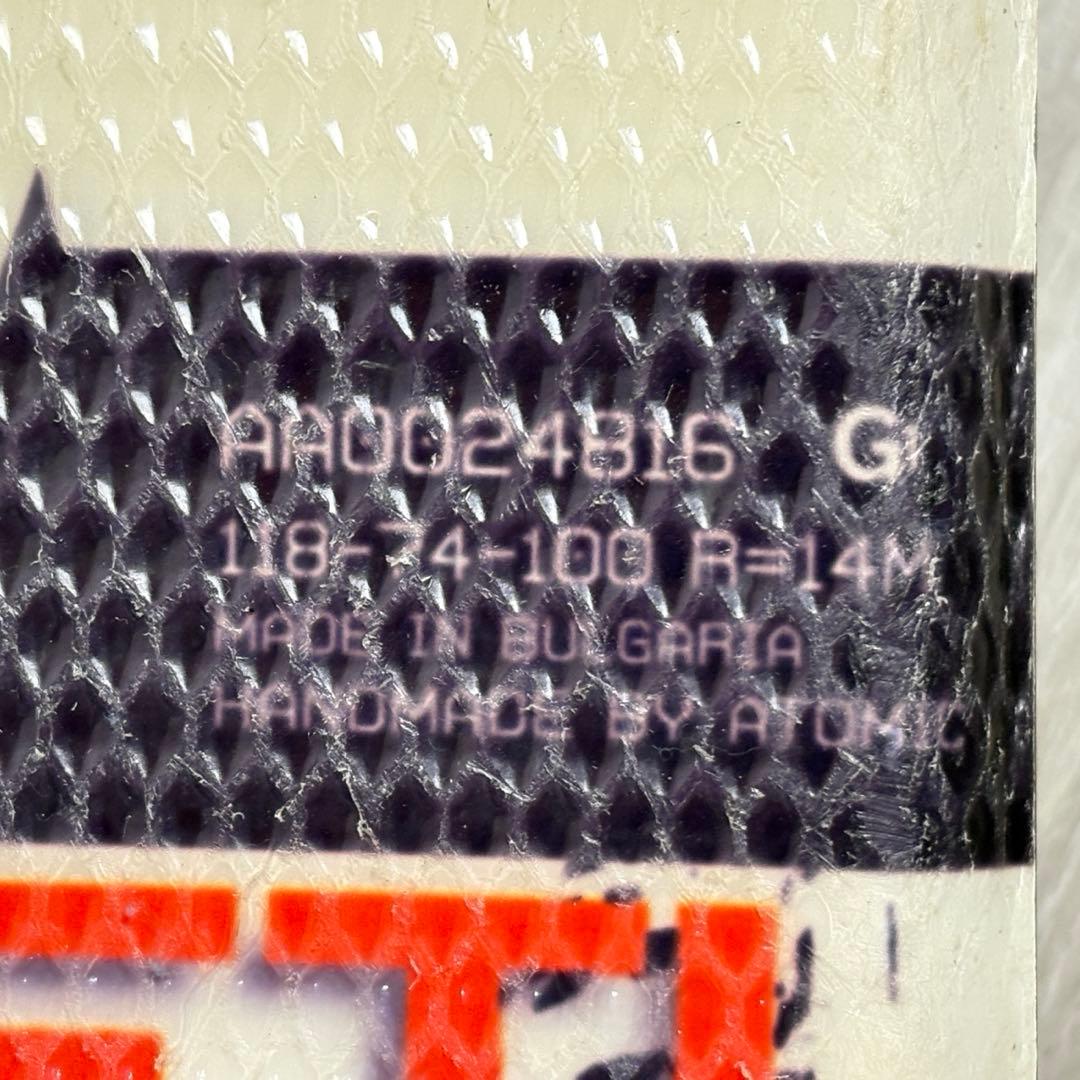 AA0024816 G
118-74-100 R=14M
MADE IN BULGARIA
HANDMADE BY ATOMIC